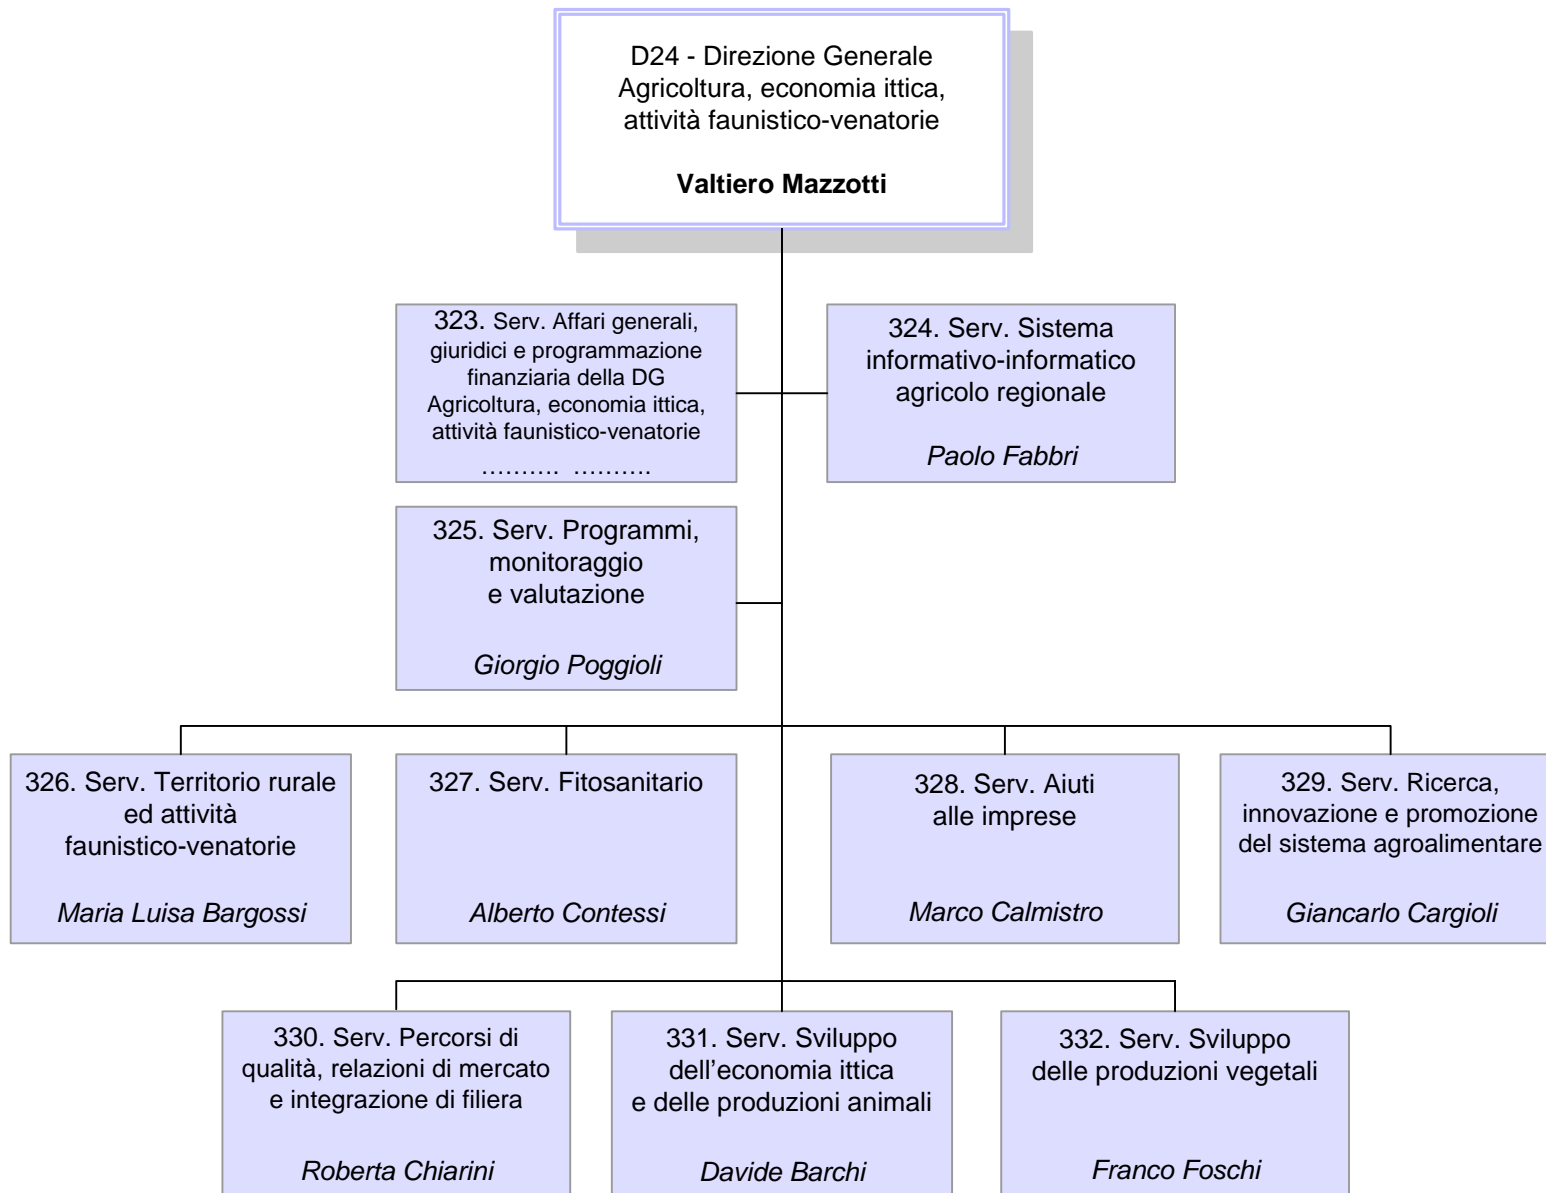 D24 - Direzione Generale
Agricoltura, economia ittica,
attività faunistico-venatorie
Valtiero Mazzotti
323. Serv. Affari generali,
giuridici e programmazione
finanziaria della DG
Agricoltura, economia ittica,
attività faunistico-venatorie
………. ……….
324. Serv. Sistema
informativo-informatico
agricolo regionale
Paolo Fabbri
325. Serv. Programmi,
monitoraggio
e valutazione
Giorgio Poggioli
326. Serv. Territorio rurale
ed attività
faunistico-venatorie
Maria Luisa Bargossi
327. Serv. Fitosanitario
Alberto Contessi
328. Serv. Aiuti
alle imprese
Marco Calmistro
329. Serv. Ricerca,
innovazione e promozione
del sistema agroalimentare
Giancarlo Cargioli
330. Serv. Percorsi di
qualità, relazioni di mercato
e integrazione di filiera
Roberta Chiarini
331. Serv. Sviluppo
dell’economia ittica
e delle produzioni animali
Davide Barchi
332. Serv. Sviluppo
delle produzioni vegetali
Franco Foschi